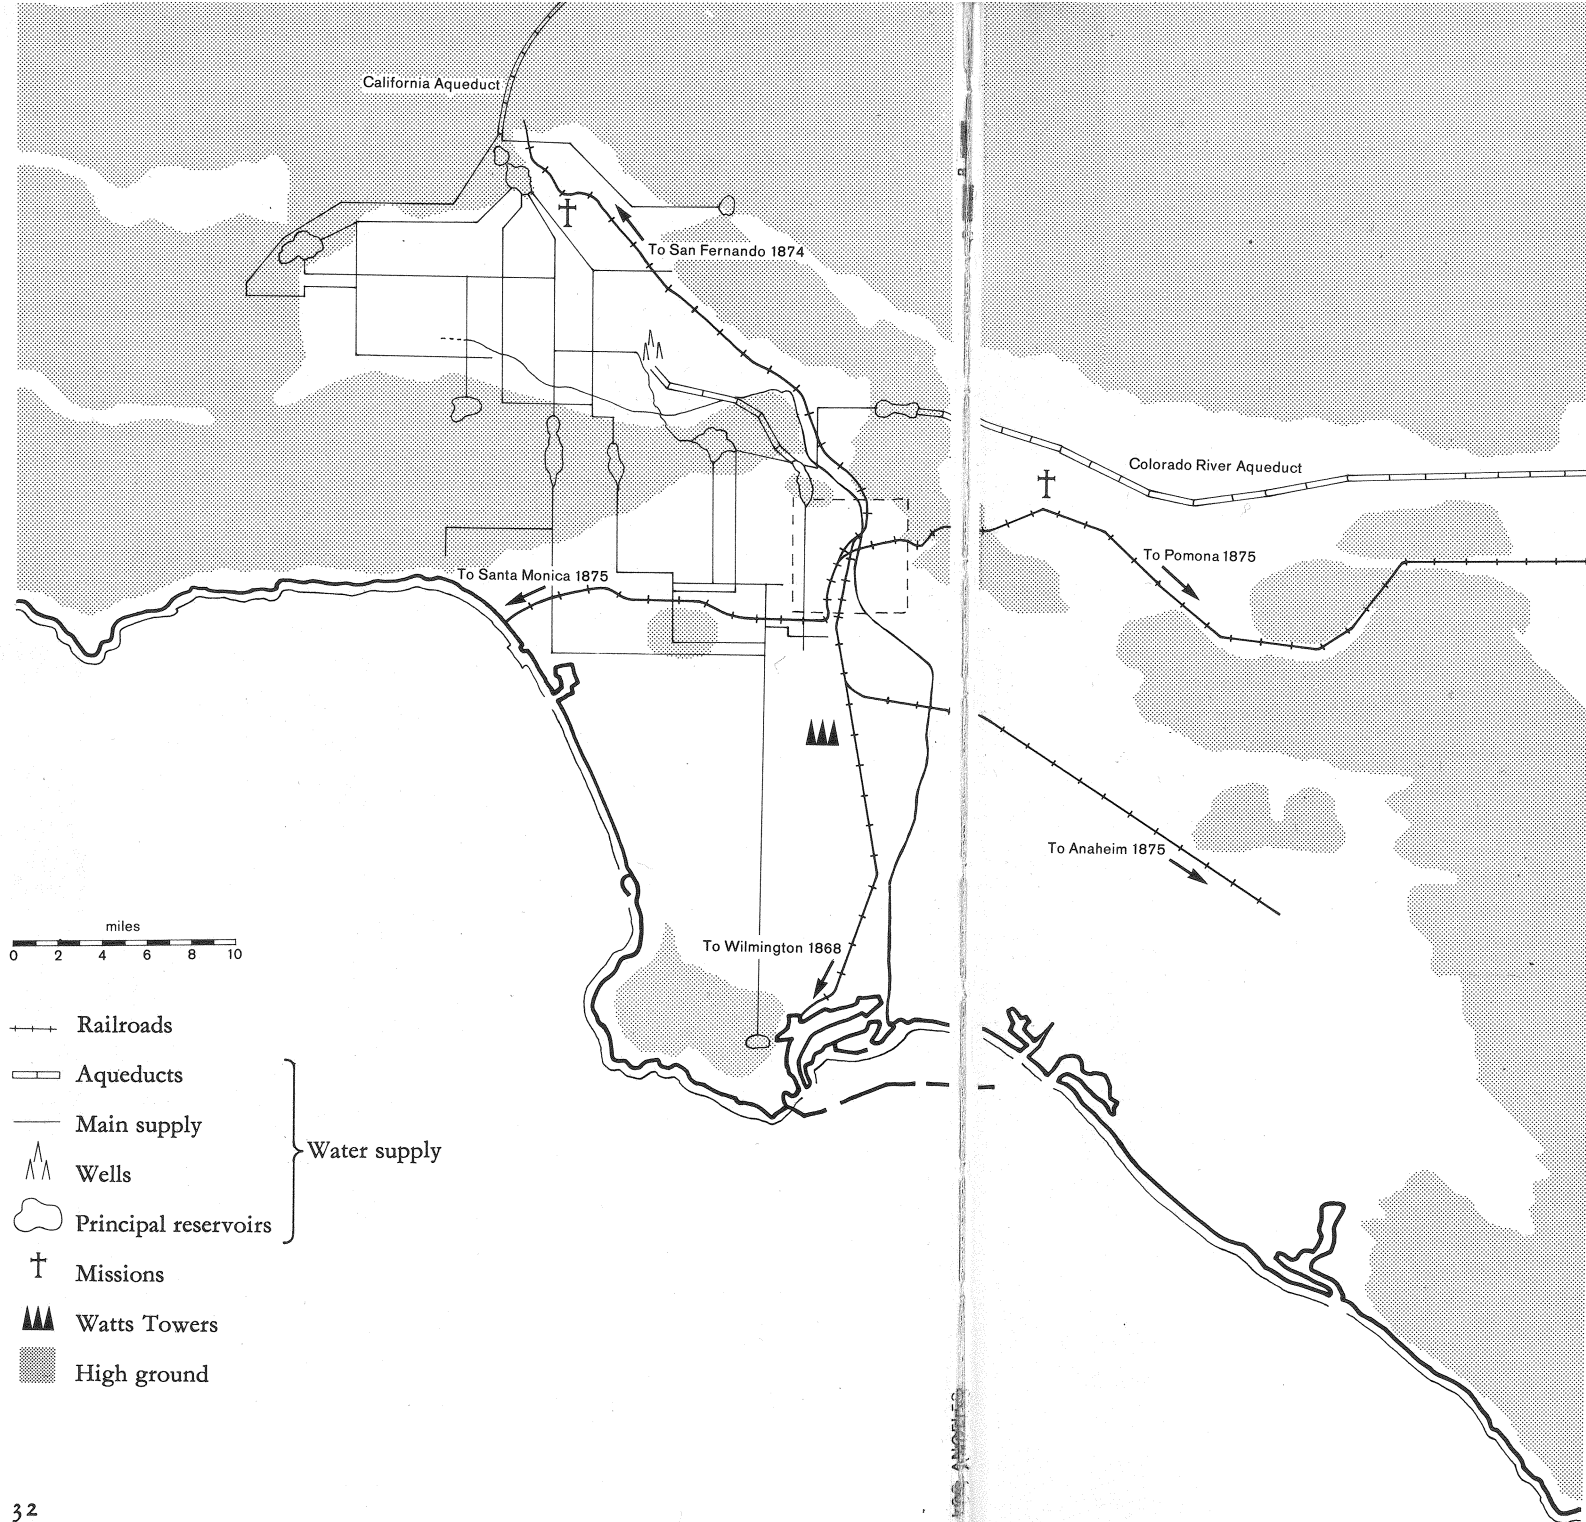 California Aqueduct
To San Fernando 1874
Colorado River Aqueduct
To Pomona 1875
To Santa Monica 1875
To Anaheim 1875
To Wilmington 1868
miles
0 2 4 6 8 10
Railroads
Aqueducts
Main supply
Wells
Water supply
Principal reservoirs
Missions
Watts Towers
High ground
32